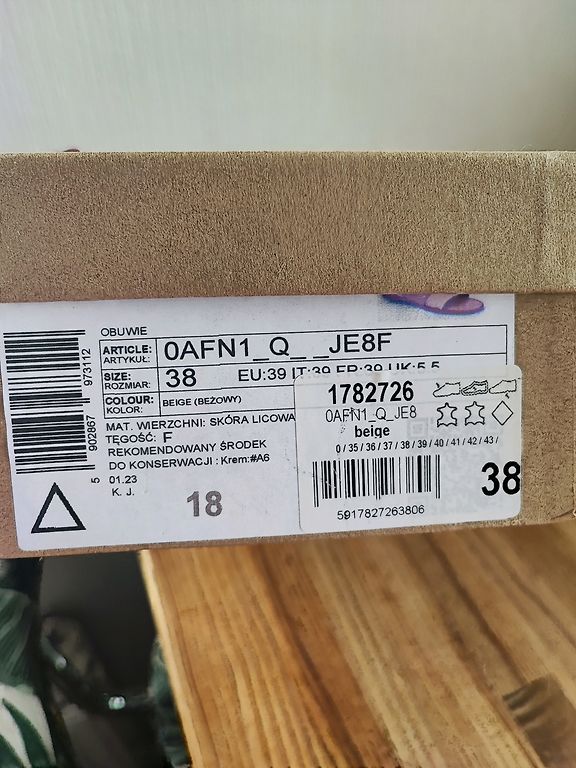 OBUWIE
ARTICLE: 0AFN1_Q_ _JE8F
ARTYKUŁ:
SIZE: 38 EU:39 IT:39 FR:39 UK:5.5
ROZMIAR:
COLOUR: BEIGE (BEŻOWY)
KOLOR:
MAT. WIERZCHNI: SKÓRA LICOWA
TĘGOŚĆ: F
REKOMENDOWANY ŚRODEK
DO KONSERWACJI : Krem:#A6
01.23
K. J.
18
5 902867 973112
1782726
0AFN1_Q_JE8
beige
0 / 35 / 36 / 37 / 38 / 39 / 40 / 41 / 42 / 43 /
38
5917827263806